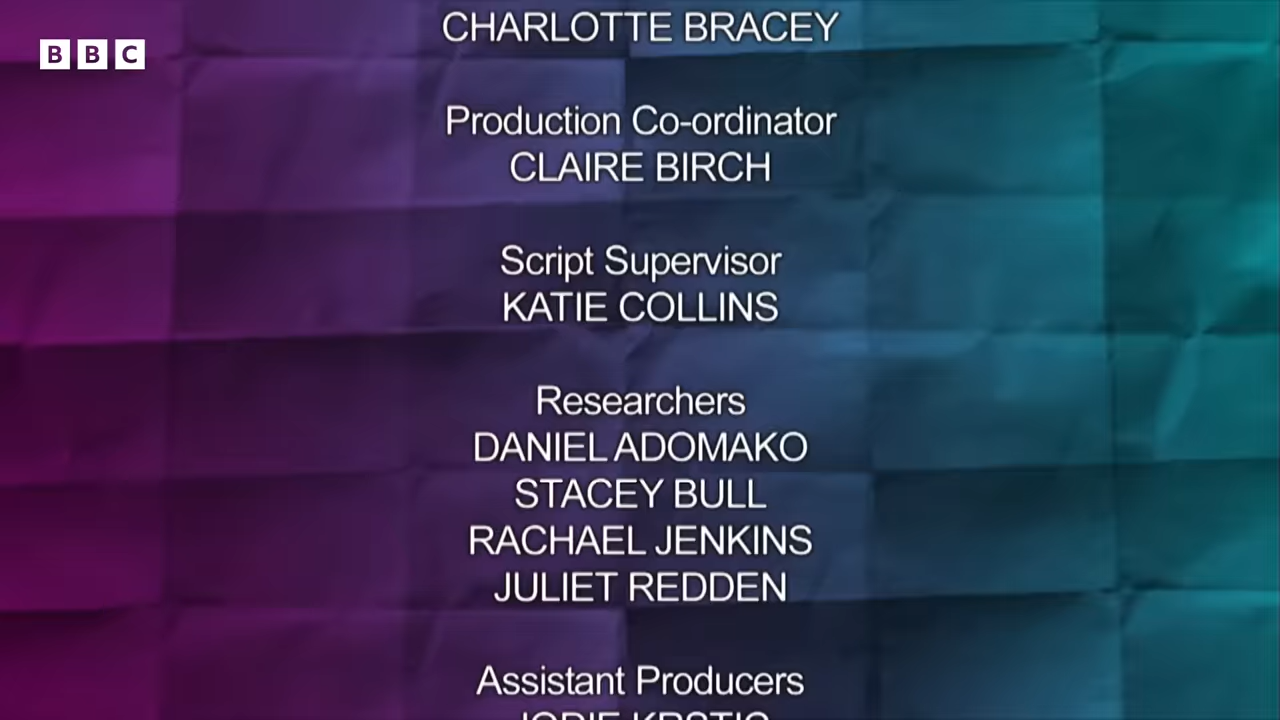 BBC
CHARLOTTE BRACEY
Production Co-ordinator
CLAIRE BIRCH
Script Supervisor
KATIE COLLINS
Researchers
DANIEL ADOMAKO
STACEY BULL
RACHAEL JENKINS
JULIET REDDEN
Assistant Producers